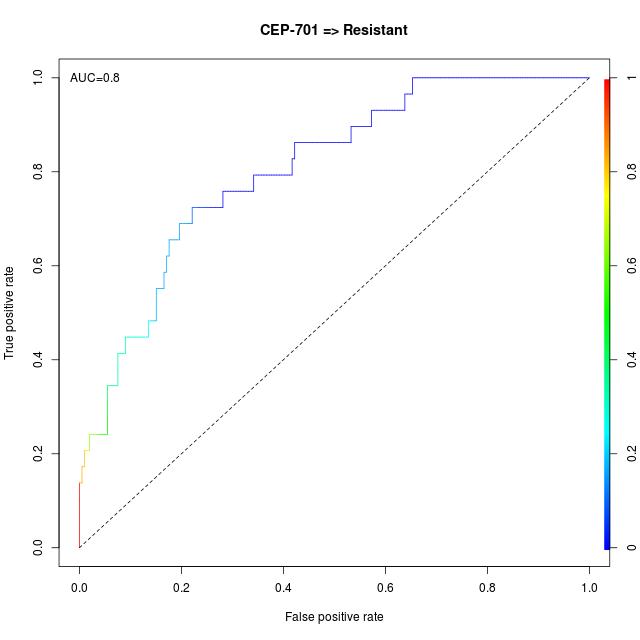 CEP-701 => Resistant
AUC=0.8
True positive rate
1.0
0.8
0.6
0.4
0.2
0.0
0.0 0.2 0.4 0.6 0.8 1.0
False positive rate
1
0.8
0.6
0.4
0.2
0